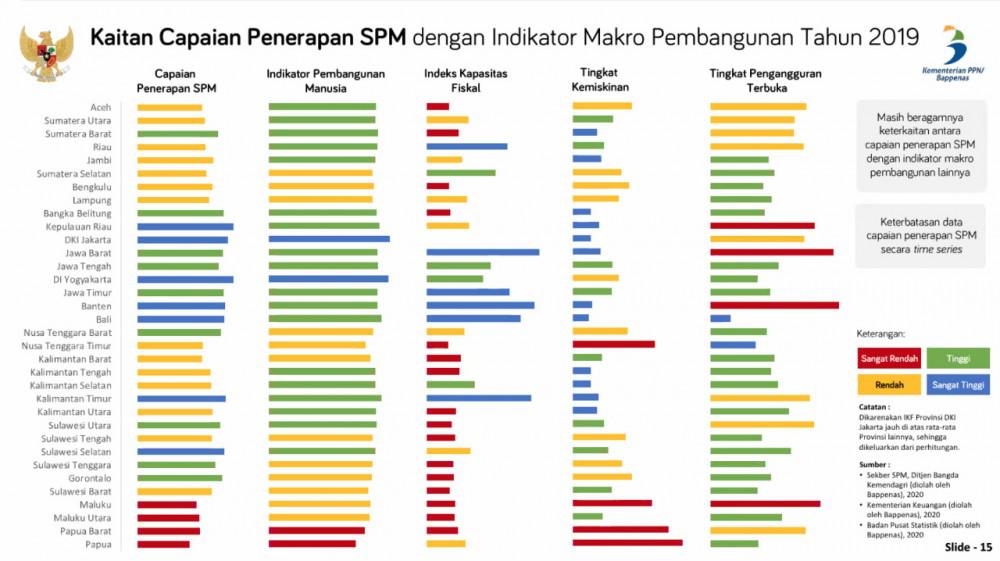 Kaitan Capaian Penerapan SPM dengan Indikator Makro Pembangunan Tahun 2019
Kementerian PPN/
Bappenas
Capaian
Penerapan SPM
Indikator Pembangunan
Manusia
Indeks Kapasitas
Fiskal
Tingkat
Kemiskinan
Tingkat Pengangguran
Terbuka
Aceh
Sumatera Utara
Sumatera Barat
Riau
Jambi
Sumatera Selatan
Bengkulu
Lampung
Bangka Belitung
Kepulauan Riau
DKI Jakarta
Jawa Barat
Jawa Tengah
DI Yogyakarta
Jawa Timur
Banten
Bali
Nusa Tenggara Barat
Nusa Tenggara Timur
Kalimantan Barat
Kalimantan Tengah
Kalimantan Selatan
Kalimantan Timur
Kalimantan Utara
Sulawesi Utara
Sulawesi Tengah
Sulawesi Selatan
Sulawesi Tenggara
Gorontalo
Sulawesi Barat
Maluku
Maluku Utara
Papua Barat
Papua
Masih beragamnya
keterkaitan antara
capaian penerapan SPM
dengan indikator makro
pembangunan lainnya
Keterbatasan data
capaian penerapan SPM
secara time series
Keterangan:
Sangat Rendah
Tinggi
Rendah
Sangat Tinggi
Catatan :
Dikarenakan IKF Provinsi DKI
Jakarta jauh di atas rata-rata
Provinsi lainnya, sehingga
dikeluarkan dari perhitungan.
Sumber :
• Sekber SPM, Ditjen Bangda
Kemendagri (diolah oleh
Bappenas), 2020
• Kementerian Keuangan (diolah
oleh Bappenas), 2020
• Badan Pusat Statistik (diolah oleh
Bappenas), 2020
Slide - 15